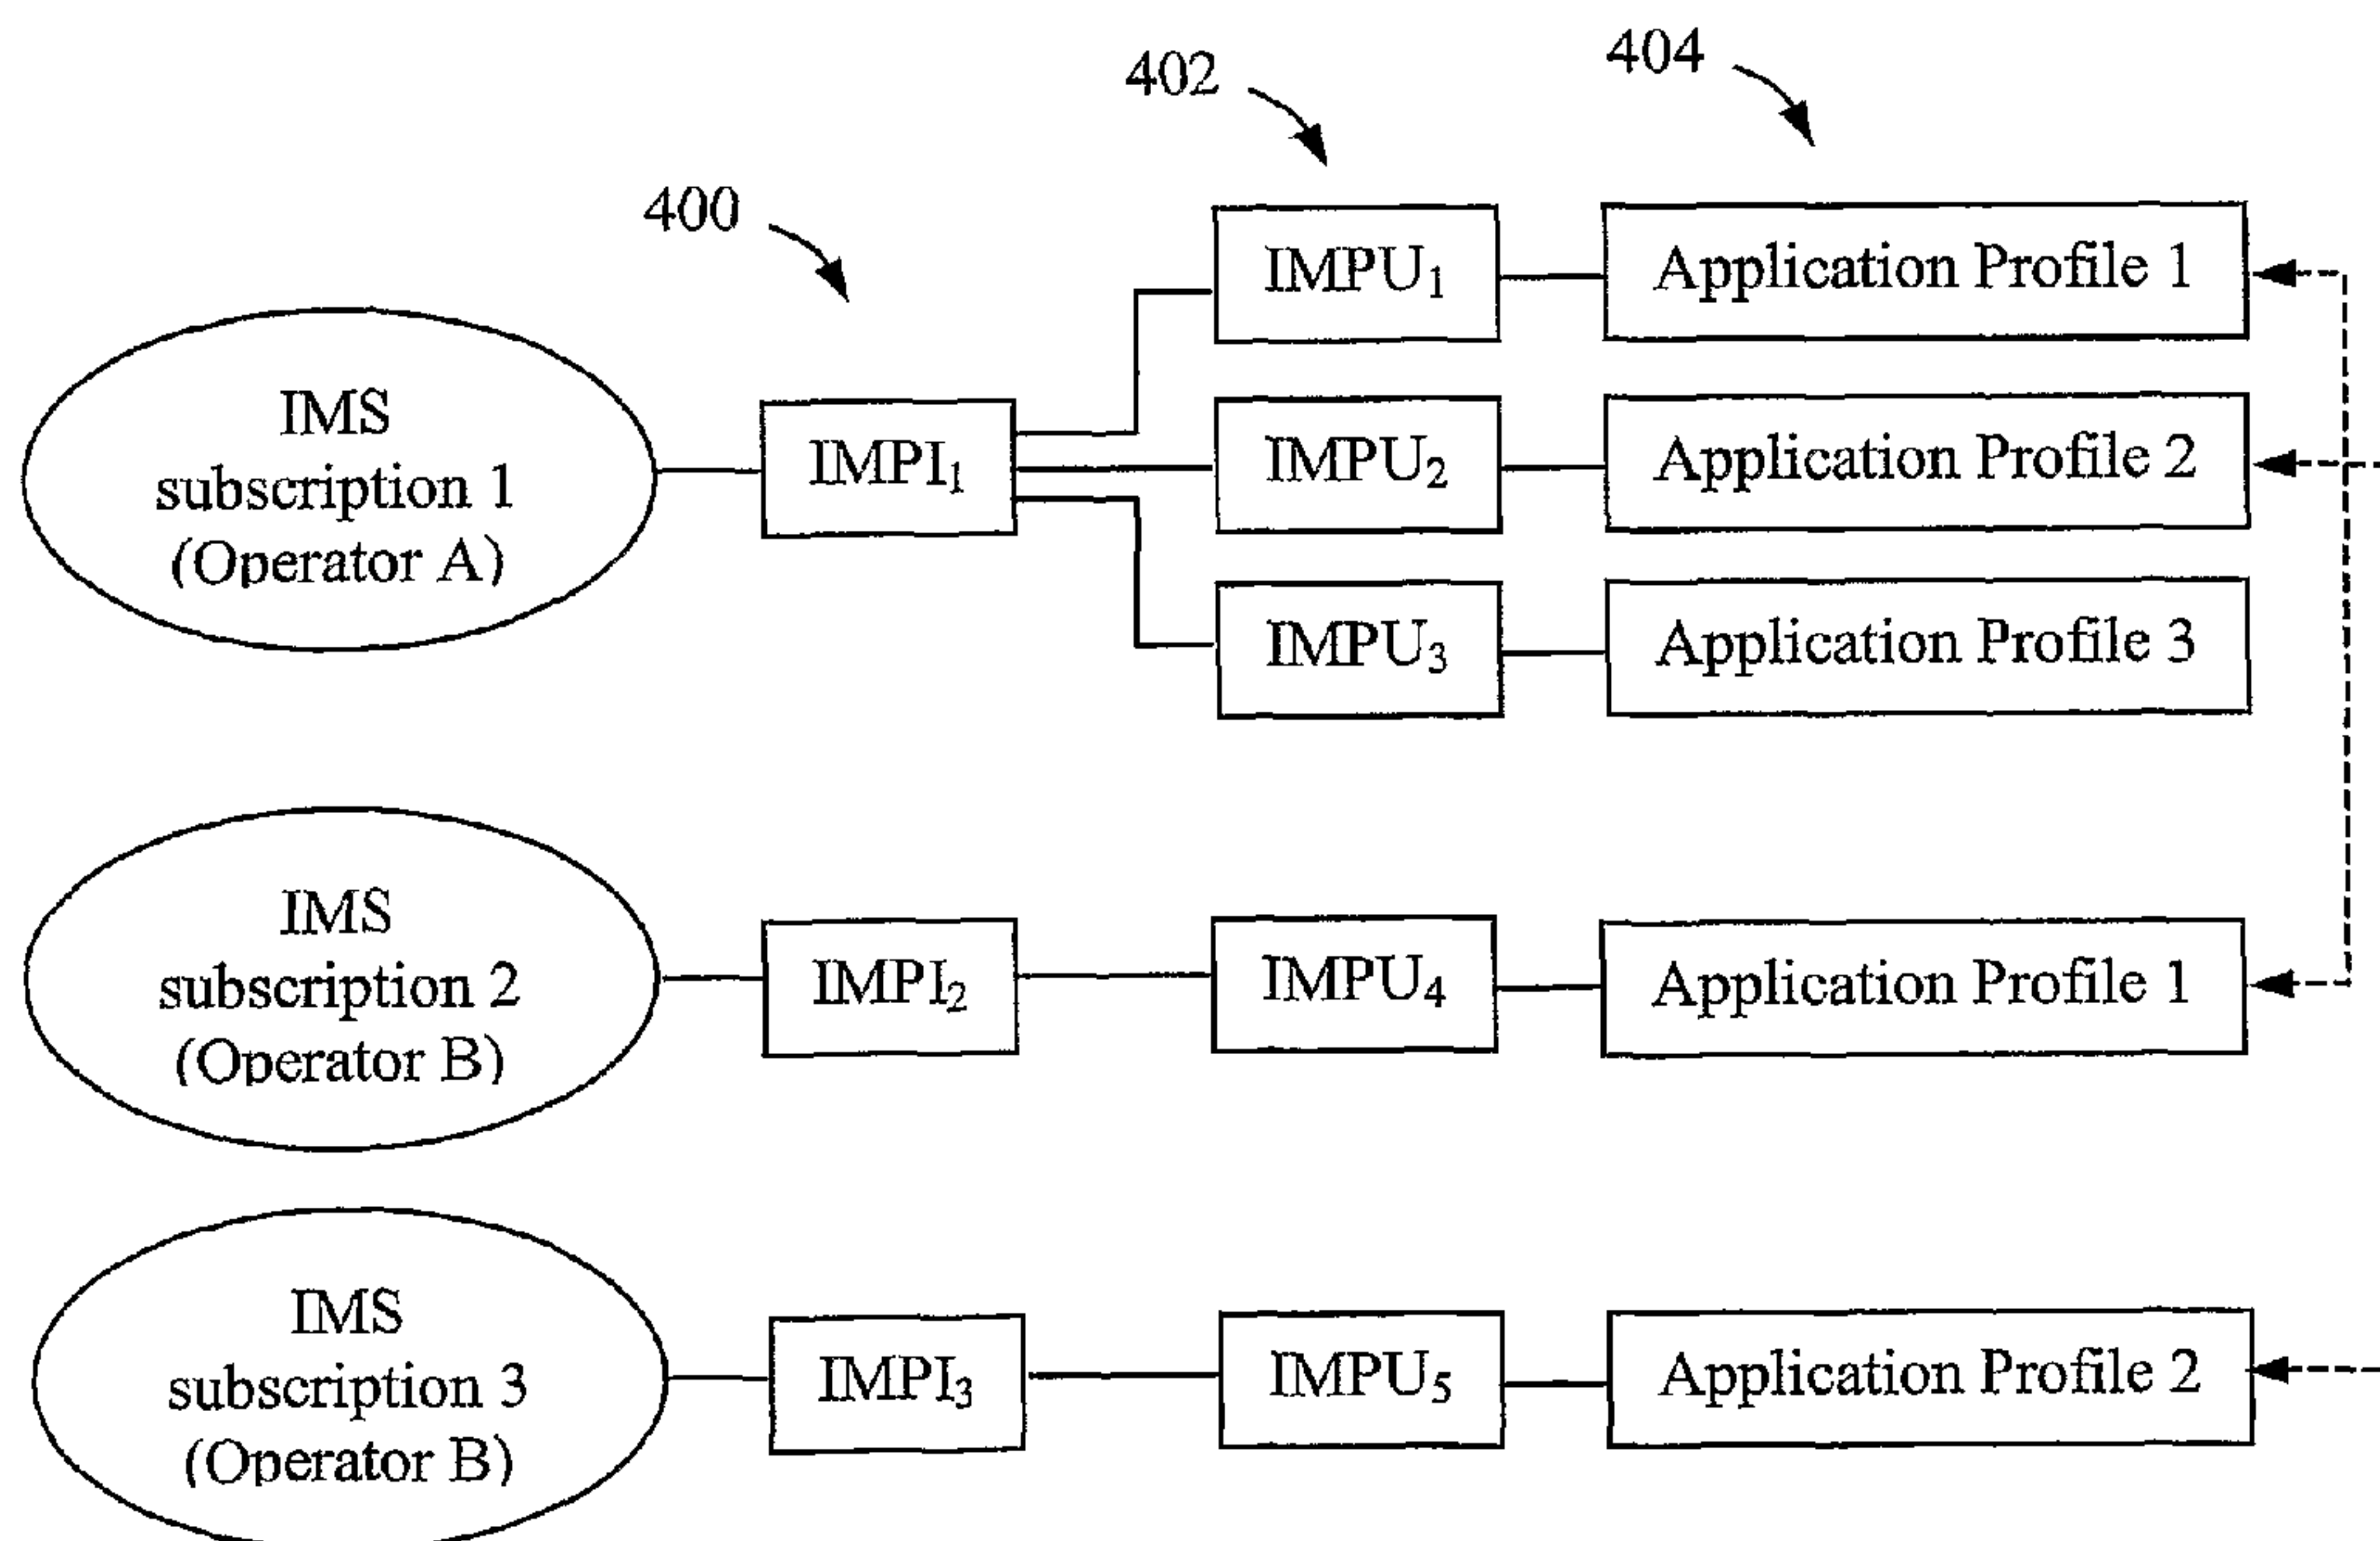 404
402
400
IMPU₁
Application Profile 1
IMS
subscription 1
(Operator A)
IMPI₁
IMPU₂
Application Profile 2
IMPU₃
Application Profile 3
IMS
subscription 2
(Operator B)
IMPI₂
IMPU₄
Application Profile 1
IMS
subscription 3
(Operator B)
IMPI₃
IMPU₅
Application Profile 2